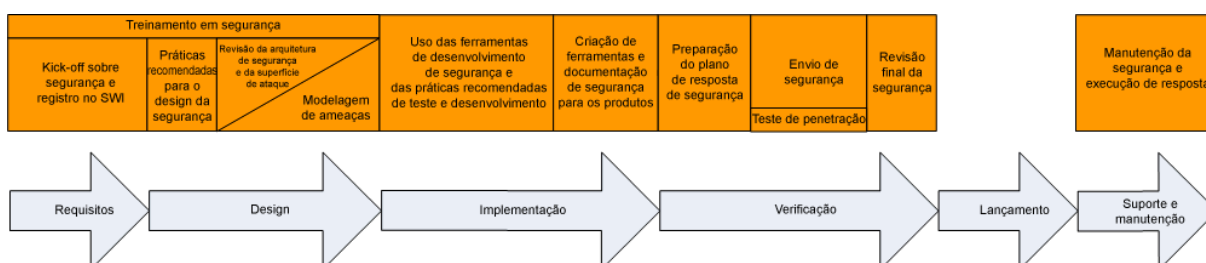 Treinamento em segurança
Kick-off sobre
segurança e
registro no SWI
Práticas
recomendadas
para o
design da
segurança
Revisão da arquitetura
de segurança
e da superfície
de ataque
Modelagem
de ameaças
Uso das ferramentas
de desenvolvimento
de segurança e
das práticas recomendadas
de teste e desenvolvimento
Criação de
ferramentas e
documentação
de segurança
para os produtos
Preparação
do plano
de resposta
de segurança
Envio de
segurança
Teste de penetração
Revisão
final da
segurança
Manutenção da
segurança e
execução de resposta
Requisitos
Design
Implementação
Verificação
Lançamento
Suporte e
manutenção